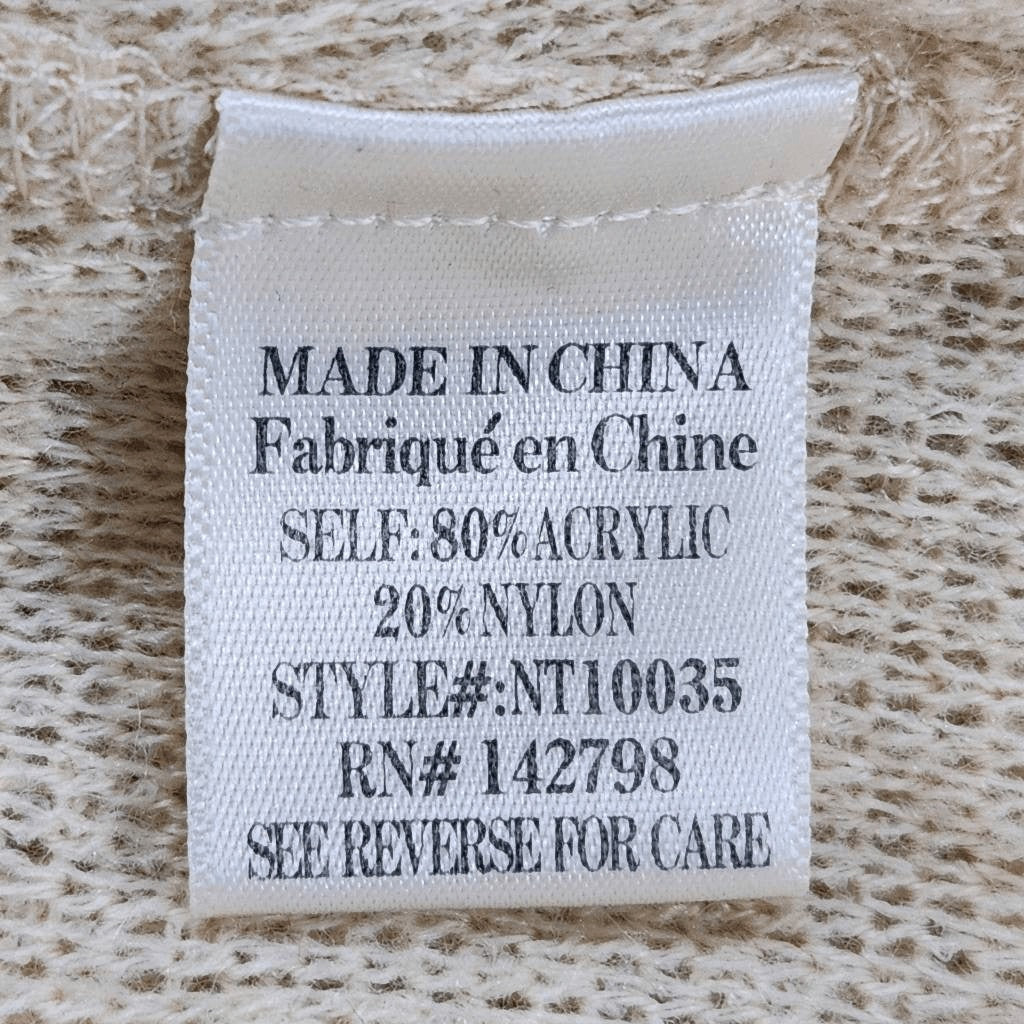 MADE IN CHINA
Fabriqué en Chine
SELF: 80% ACRYLIC
20% NYLON
STYLE#:NT10035
RN# 142798
SEE REVERSE FOR CARE